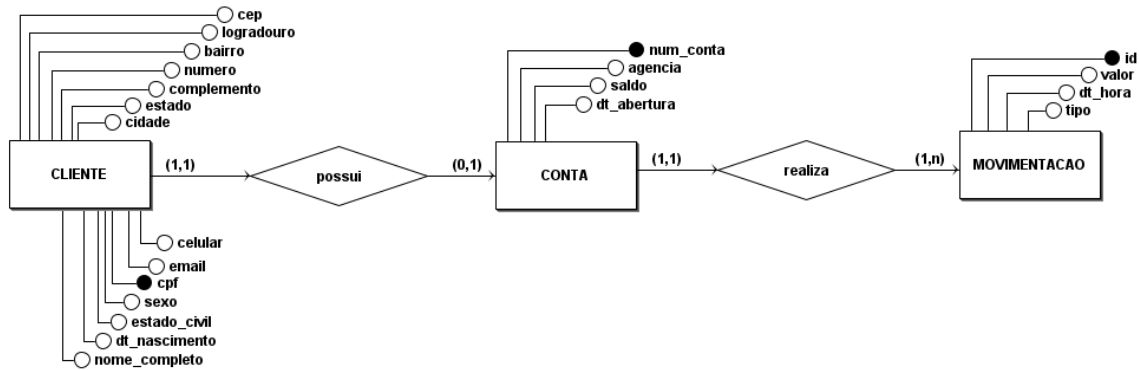 cep
logradouro
bairro
numero
complemento
estado
cidade
CLIENTE
celular
email
cpf
sexo
estado_civil
dt_nascimento
nome_completo
(1,1)
possui
(0,1)
num_conta
agencia
saldo
dt_abertura
CONTA
(1,1)
realiza
(1,n)
id
valor
dt_hora
tipo
MOVIMENTACAO